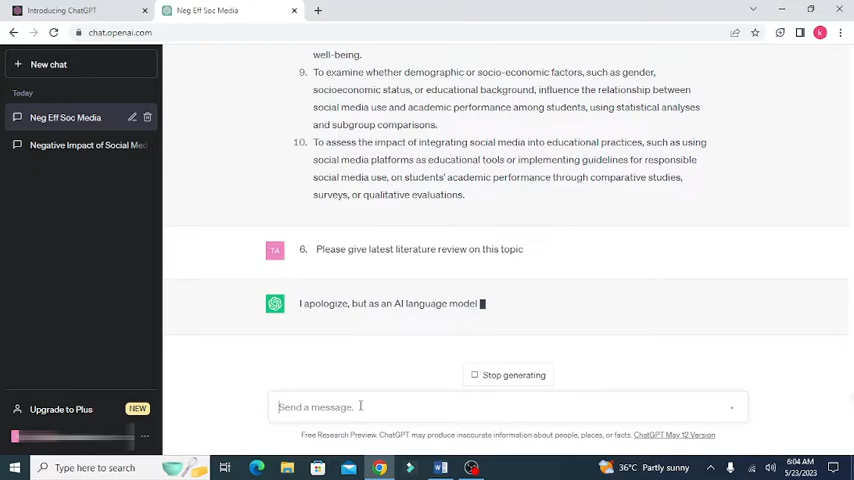 Introducing ChatGPT
Neg Eff Soc Media
chat.openai.com
k
New chat
Today
Neg Eff Soc Media
Negative Impact of Social Med
well-being.
9. To examine whether demographic or socio-economic factors, such as gender,
socioeconomic status, or educational background, influence the relationship between
social media use and academic performance among students, using statistical analyses
and subgroup comparisons.
10. To assess the impact of integrating social media into educational practices, such as using
social media platforms as educational tools or implementing guidelines for responsible
social media use, on students' academic performance through comparative studies,
surveys, or qualitative evaluations.
TA
6. Please give latest literature review on this topic
I apologize, but as an AI language model
Stop generating
Send a message.
Free Research Preview. ChatGPT may produce inaccurate information about people, places, or facts. ChatGPT May 12 Version
Upgrade to Plus
NEW
Type here to search
36°C Partly sunny
6:04 AM
5/23/2023